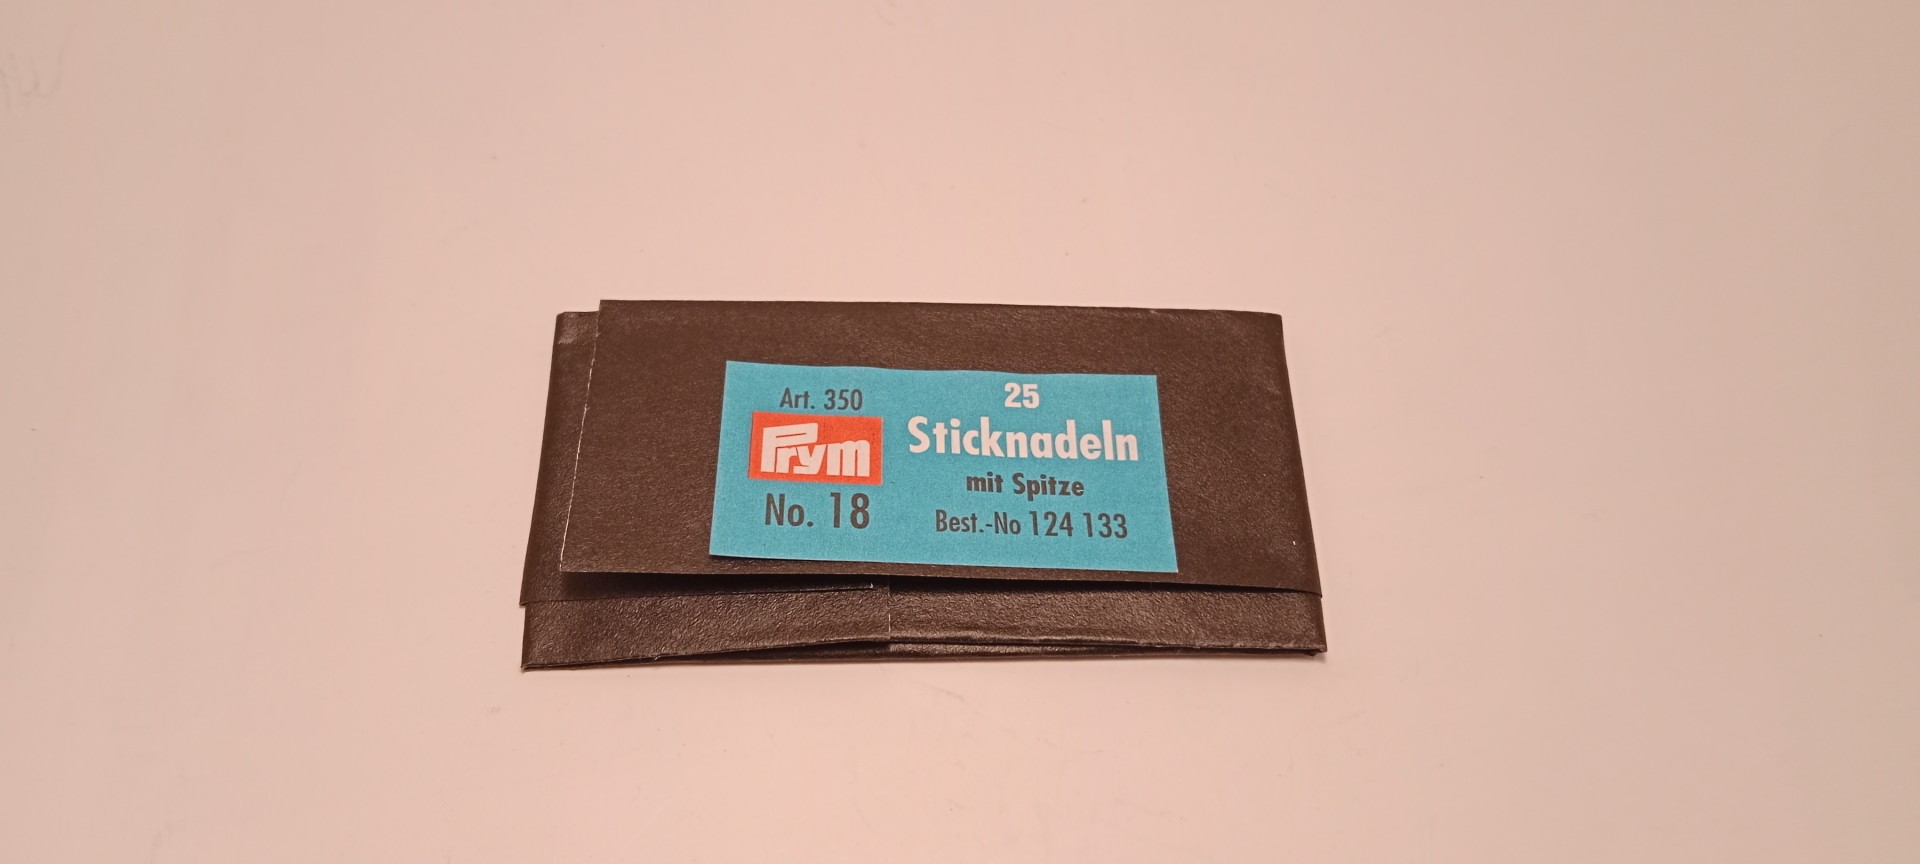 Art. 350
Prym
No. 18
25
Sticknadeln
mit Spitze
Best.-No 124 133